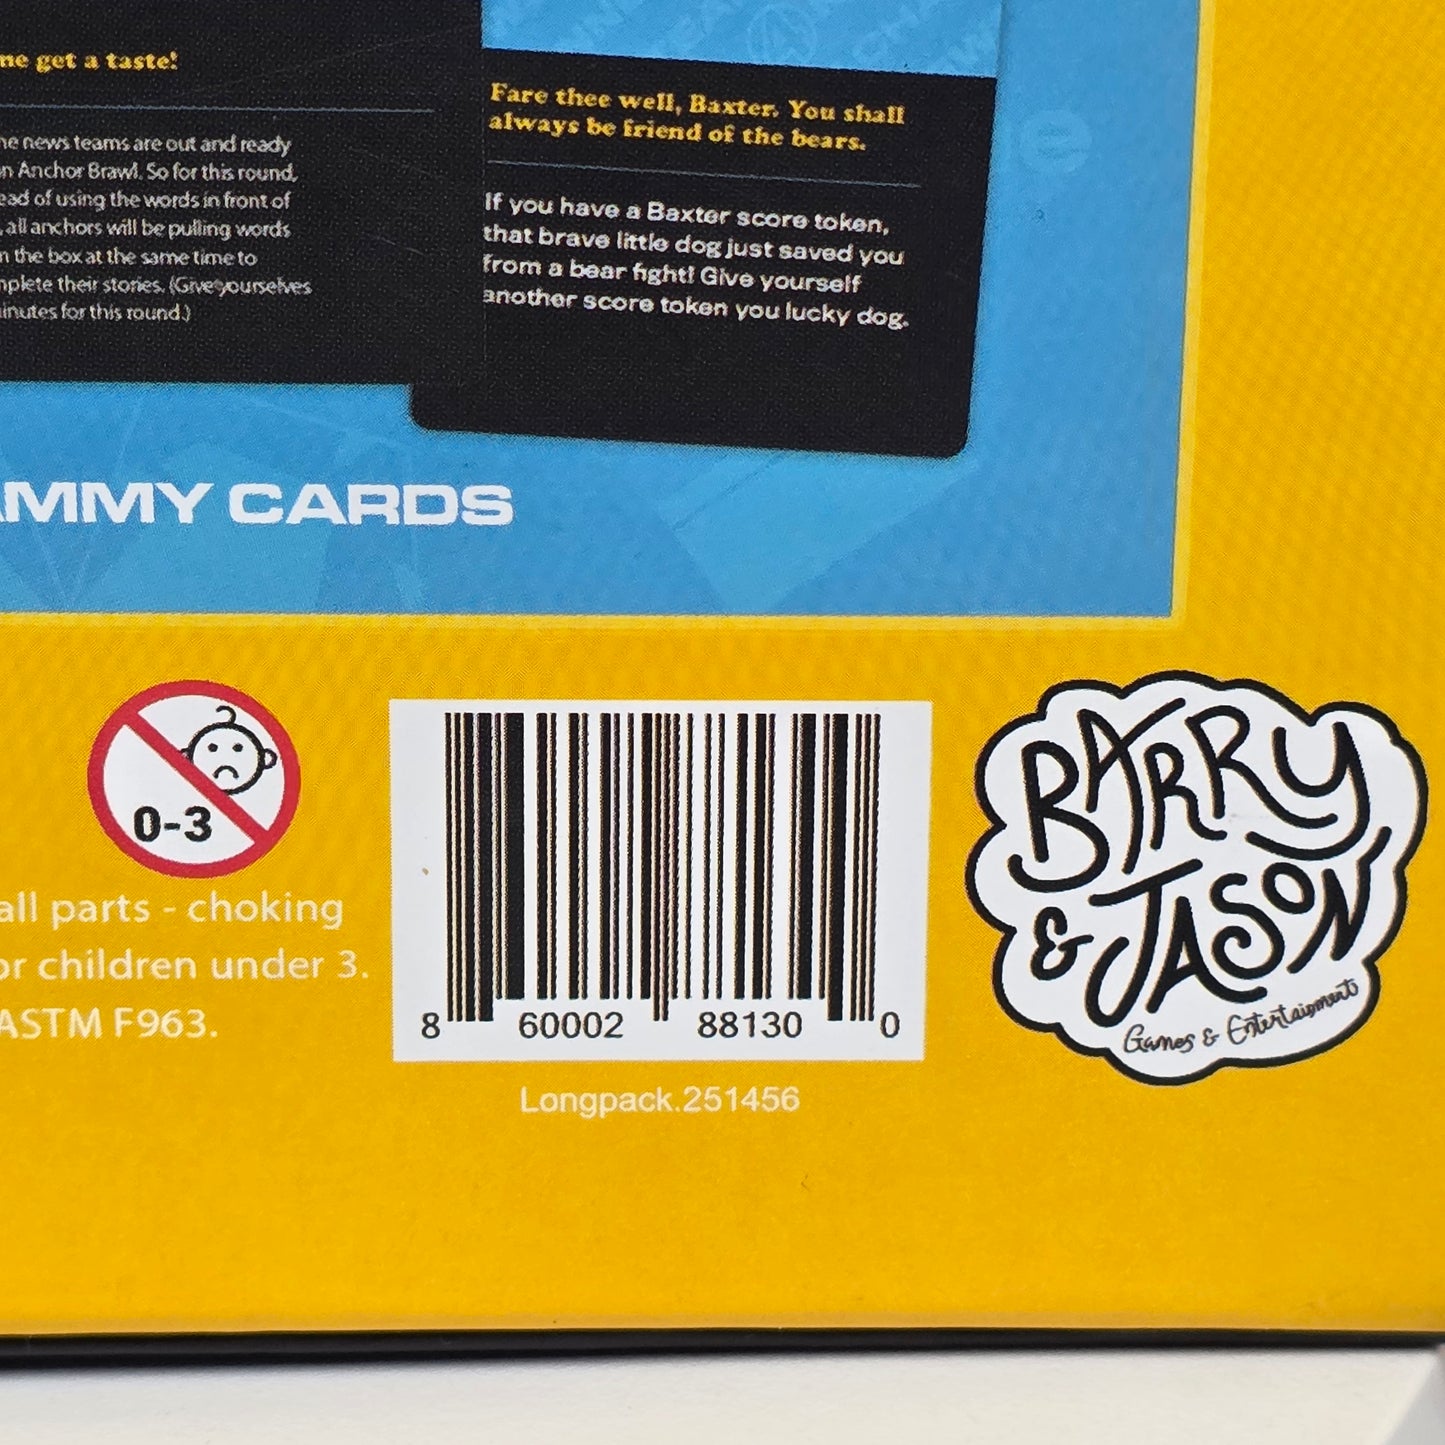 me get a taste!
he news teams are out and ready
n Anchor Brawl. So for this round,
ead of using the words in front of
, all anchors will be pulling words
m the box at the same time to
mplete their stories. (Give yourselves
inutes for this round.)
Fare thee well, Baxter. You shall
always be friend of the bears.
If you have a Baxter score token,
that brave little dog just saved you
from a bear fight! Give yourself
another score token you lucky dog.
AMMY CARDS
0-3
all parts - choking
or children under 3.
ASTM F963.
8 60002 88130 0
Longpack.251456
BARRY
& JASON
Games & Entertainment